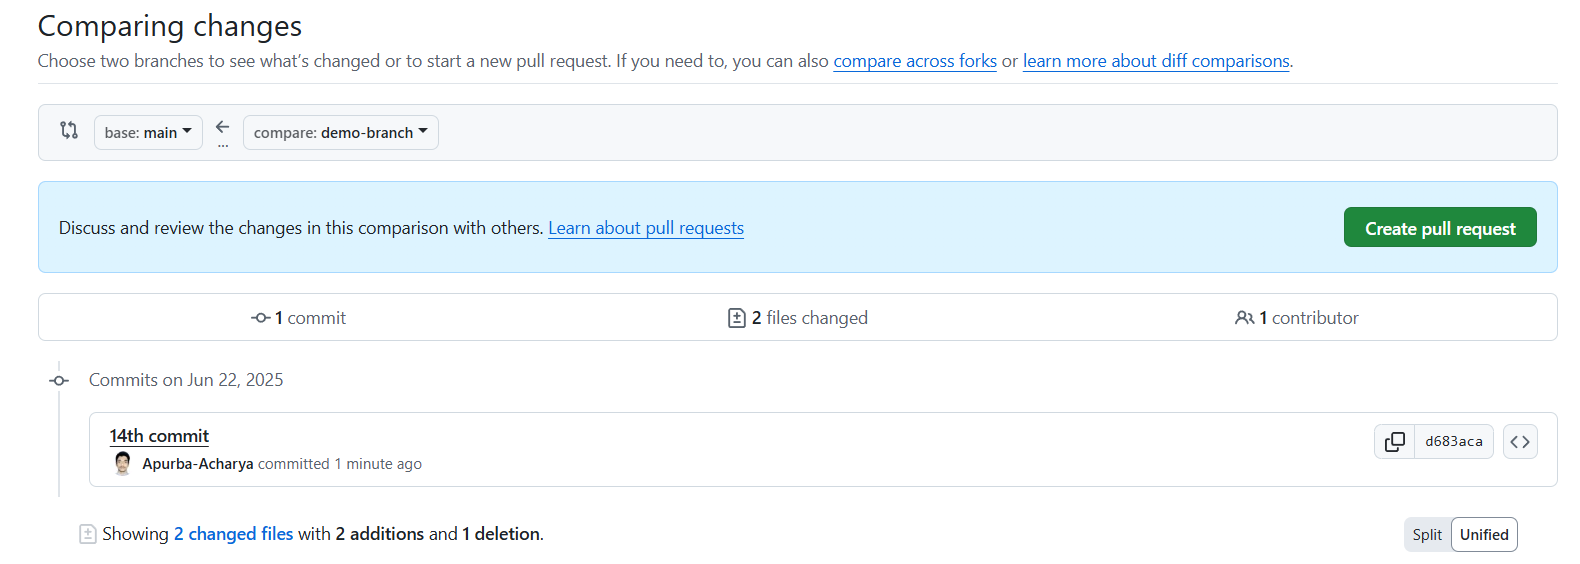 Comparing changes
Choose two branches to see what's changed or to start a new pull request. If you need to, you can also compare across forks or learn more about diff comparisons.
base: main ... compare: demo-branch
Discuss and review the changes in this comparison with others. Learn about pull requests Create pull request
1 commit 2 files changed 1 contributor
Commits on Jun 22, 2025
14th commit d683aca
Apurba-Acharya committed 1 minute ago
Showing 2 changed files with 2 additions and 1 deletion. Split Unified